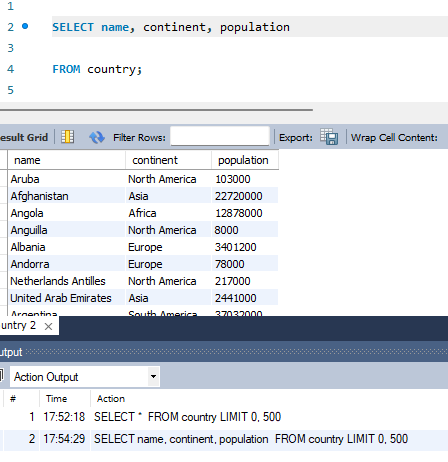 1
2 SELECT name, continent, population
3
4 FROM country;
5
esult Grid Filter Rows: Export: Wrap Cell Content:
name continent population
Aruba North America 103000
Afghanistan Asia 22720000
Angola Africa 12878000
Anguilla North America 8000
Albania Europe 3401200
Andorra Europe 78000
Netherlands Antilles North America 217000
United Arab Emirates Asia 2441000
Argentina South America 37032000
untry 2 ×
utput
Action Output
# Time Action
1 17:52:18 SELECT * FROM country LIMIT 0, 500
2 17:54:29 SELECT name, continent, population FROM country LIMIT 0, 500